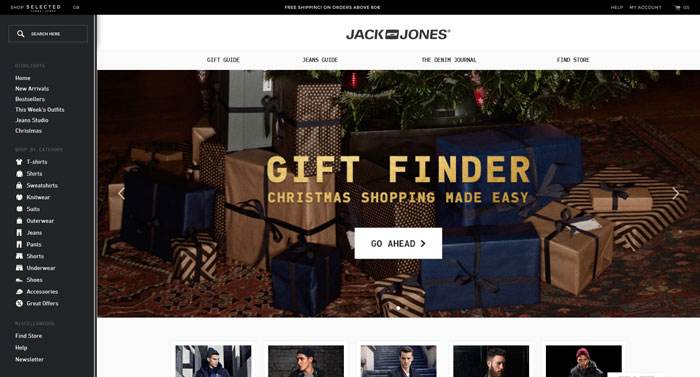 SHOP SELECTED
GB
FREE SHIPPING! ON ORDERS ABOVE 80€
HELP MY ACCOUNT (0)
SEARCH HERE
JACK JONES®
GIFT GUIDE JEANS GUIDE THE DENIM JOURNAL FIND STORE
HIGHLIGHTS
Home
New Arrivals
Bestsellers
This Week's Outfits
Jeans Studio
Christmas
SHOP BY CATEGORY
T-shirts
Shirts
Sweatshirts
Knitwear
Suits
Outerwear
Jeans
Pants
Shorts
Underwear
Shoes
Accessories
Great Offers
MISCELLANEOUS
Find Store
Help
Newsletter
GIFT FINDER
CHRISTMAS SHOPPING MADE EASY
GO AHEAD